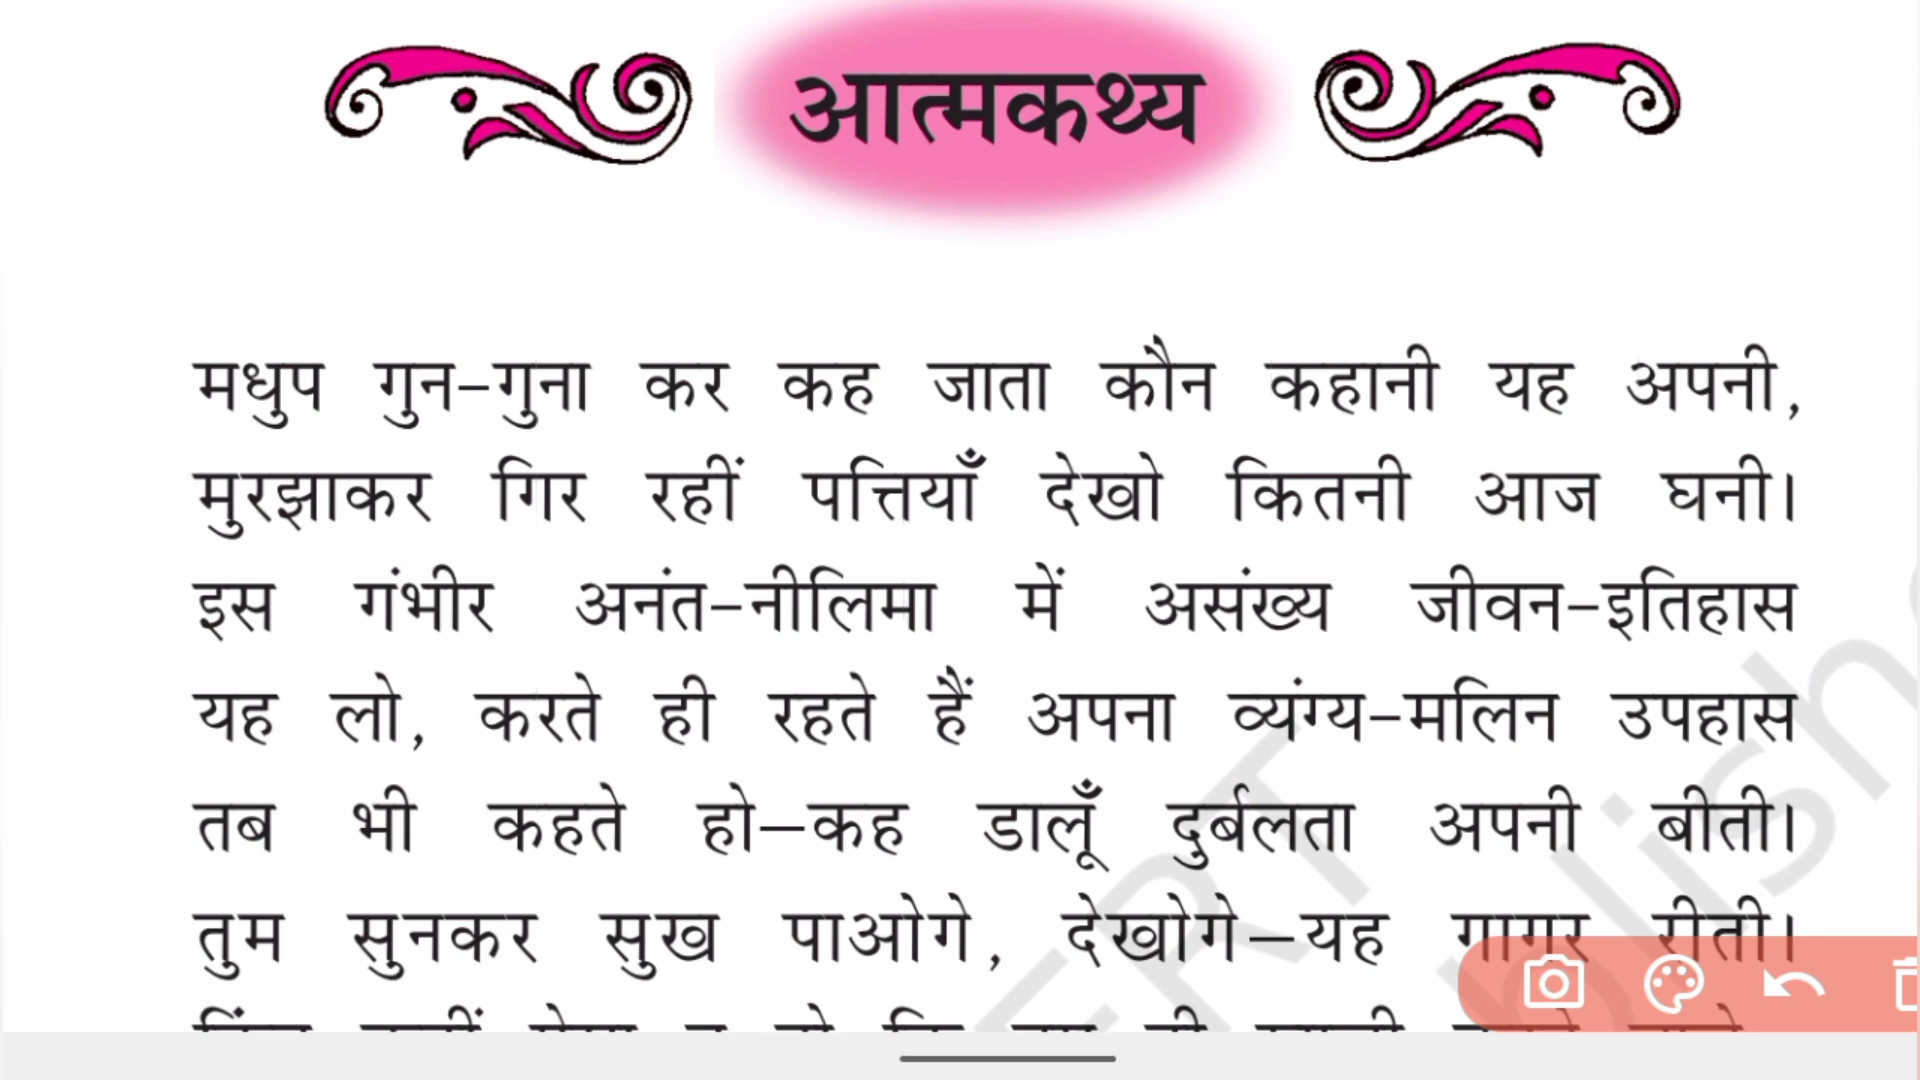 आत्मकथ्य
मधुप गुन-गुना कर कह जाता कौन कहानी यह अपनी,
मुरझाकर गिर रहीं पत्तियाँ देखो कितनी आज घनी।
इस गंभीर अनंत-नीलिमा में असंख्य जीवन-इतिहास
यह लो, करते ही रहते हैं अपना व्यंग्य-मलिन उपहास
तब भी कहते हो—कह डालूँ दुर्बलता अपनी बीती।
तुम सुनकर सुख पाओगे, देखोगे—यह गागर रीती।